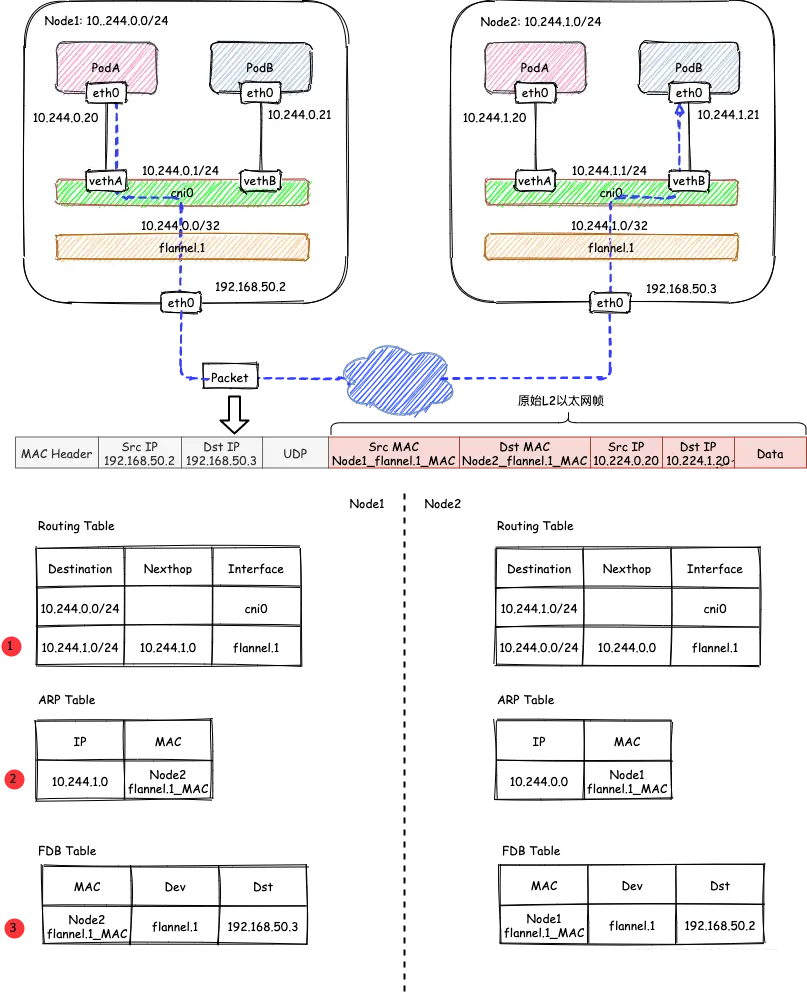 Node1: 10..244.0.0/24
PodA
PodB
eth0
eth0
10.244.0.20
10.244.0.21
10.244.0.1/24
vethA
vethB
cni0
10.244.0.0/32
flannel.1
192.168.50.2
eth0
Node2: 10.244.1.0/24
PodA
PodB
eth0
eth0
10.244.1.20
10.244.1.21
10.244.1.1/24
vethA
vethB
cni0
10.244.1.0/32
flannel.1
192.168.50.3
eth0
Packet
原始L2以太网帧
MAC Header
Src IP
192.168.50.2
Dst IP
192.168.50.3
UDP
Src MAC
Node1_flannel.1_MAC
Dst MAC
Node2_flannel.1_MAC
Src IP
10.224.0.20
Dst IP
10.224.1.20
Data
Node1
Node2
Routing Table
Destination Nexthop Interface
10.244.0.0/24 cni0
1 10.244.1.0/24 10.244.1.0 flannel.1
ARP Table
IP MAC
2 10.244.1.0 Node2
flannel.1_MAC
FDB Table
MAC Dev Dst
3 Node2
flannel.1_MAC flannel.1 192.168.50.3
Routing Table
Destination Nexthop Interface
10.244.1.0/24 cni0
10.244.0.0/24 10.244.0.0 flannel.1
ARP Table
IP MAC
10.244.0.0 Node1
flannel.1_MAC
FDB Table
MAC Dev Dst
Node1
flannel.1_MAC flannel.1 192.168.50.2